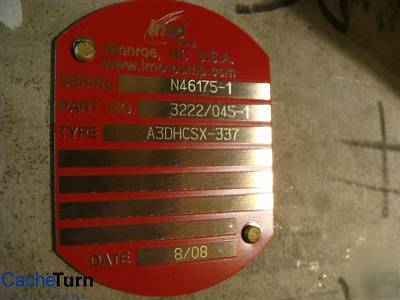 imo
Monroe, NC U.S.A.
www.imo-pump.com
SERIAL N46175-1
PART NO. 3222/045-1
TYPE A3DHCSX-337
DATE 8/08
CacheTurn